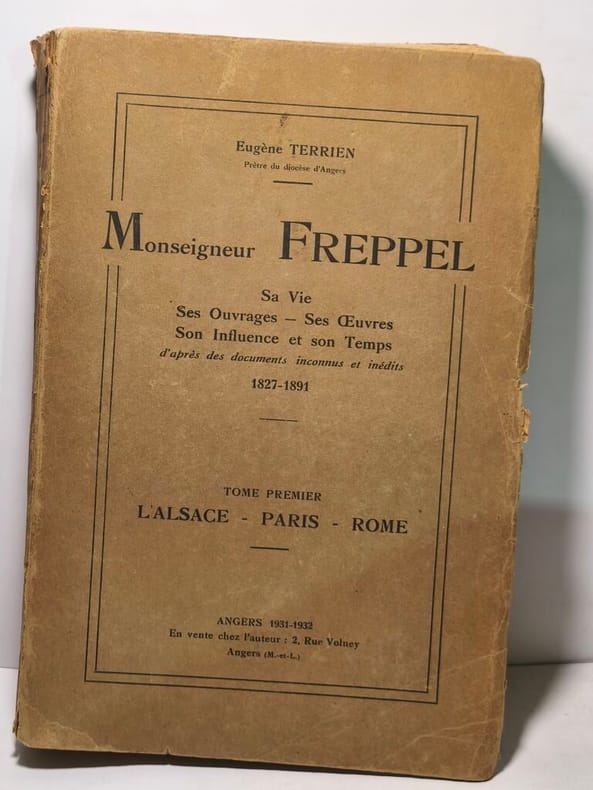 Eugène TERRIEN
Prêtre du diocèse d'Angers
Monseigneur FREPPEL
Sa Vie
Ses Ouvrages – Ses Œuvres
Son Influence et son Temps
d'après des documents inconnus et inédits
1827-1891
TOME PREMIER
L'ALSACE - PARIS - ROME
ANGERS 1931-1932
En vente chez l'auteur : 2, Rue Volney
Angers (M.-et-L.)